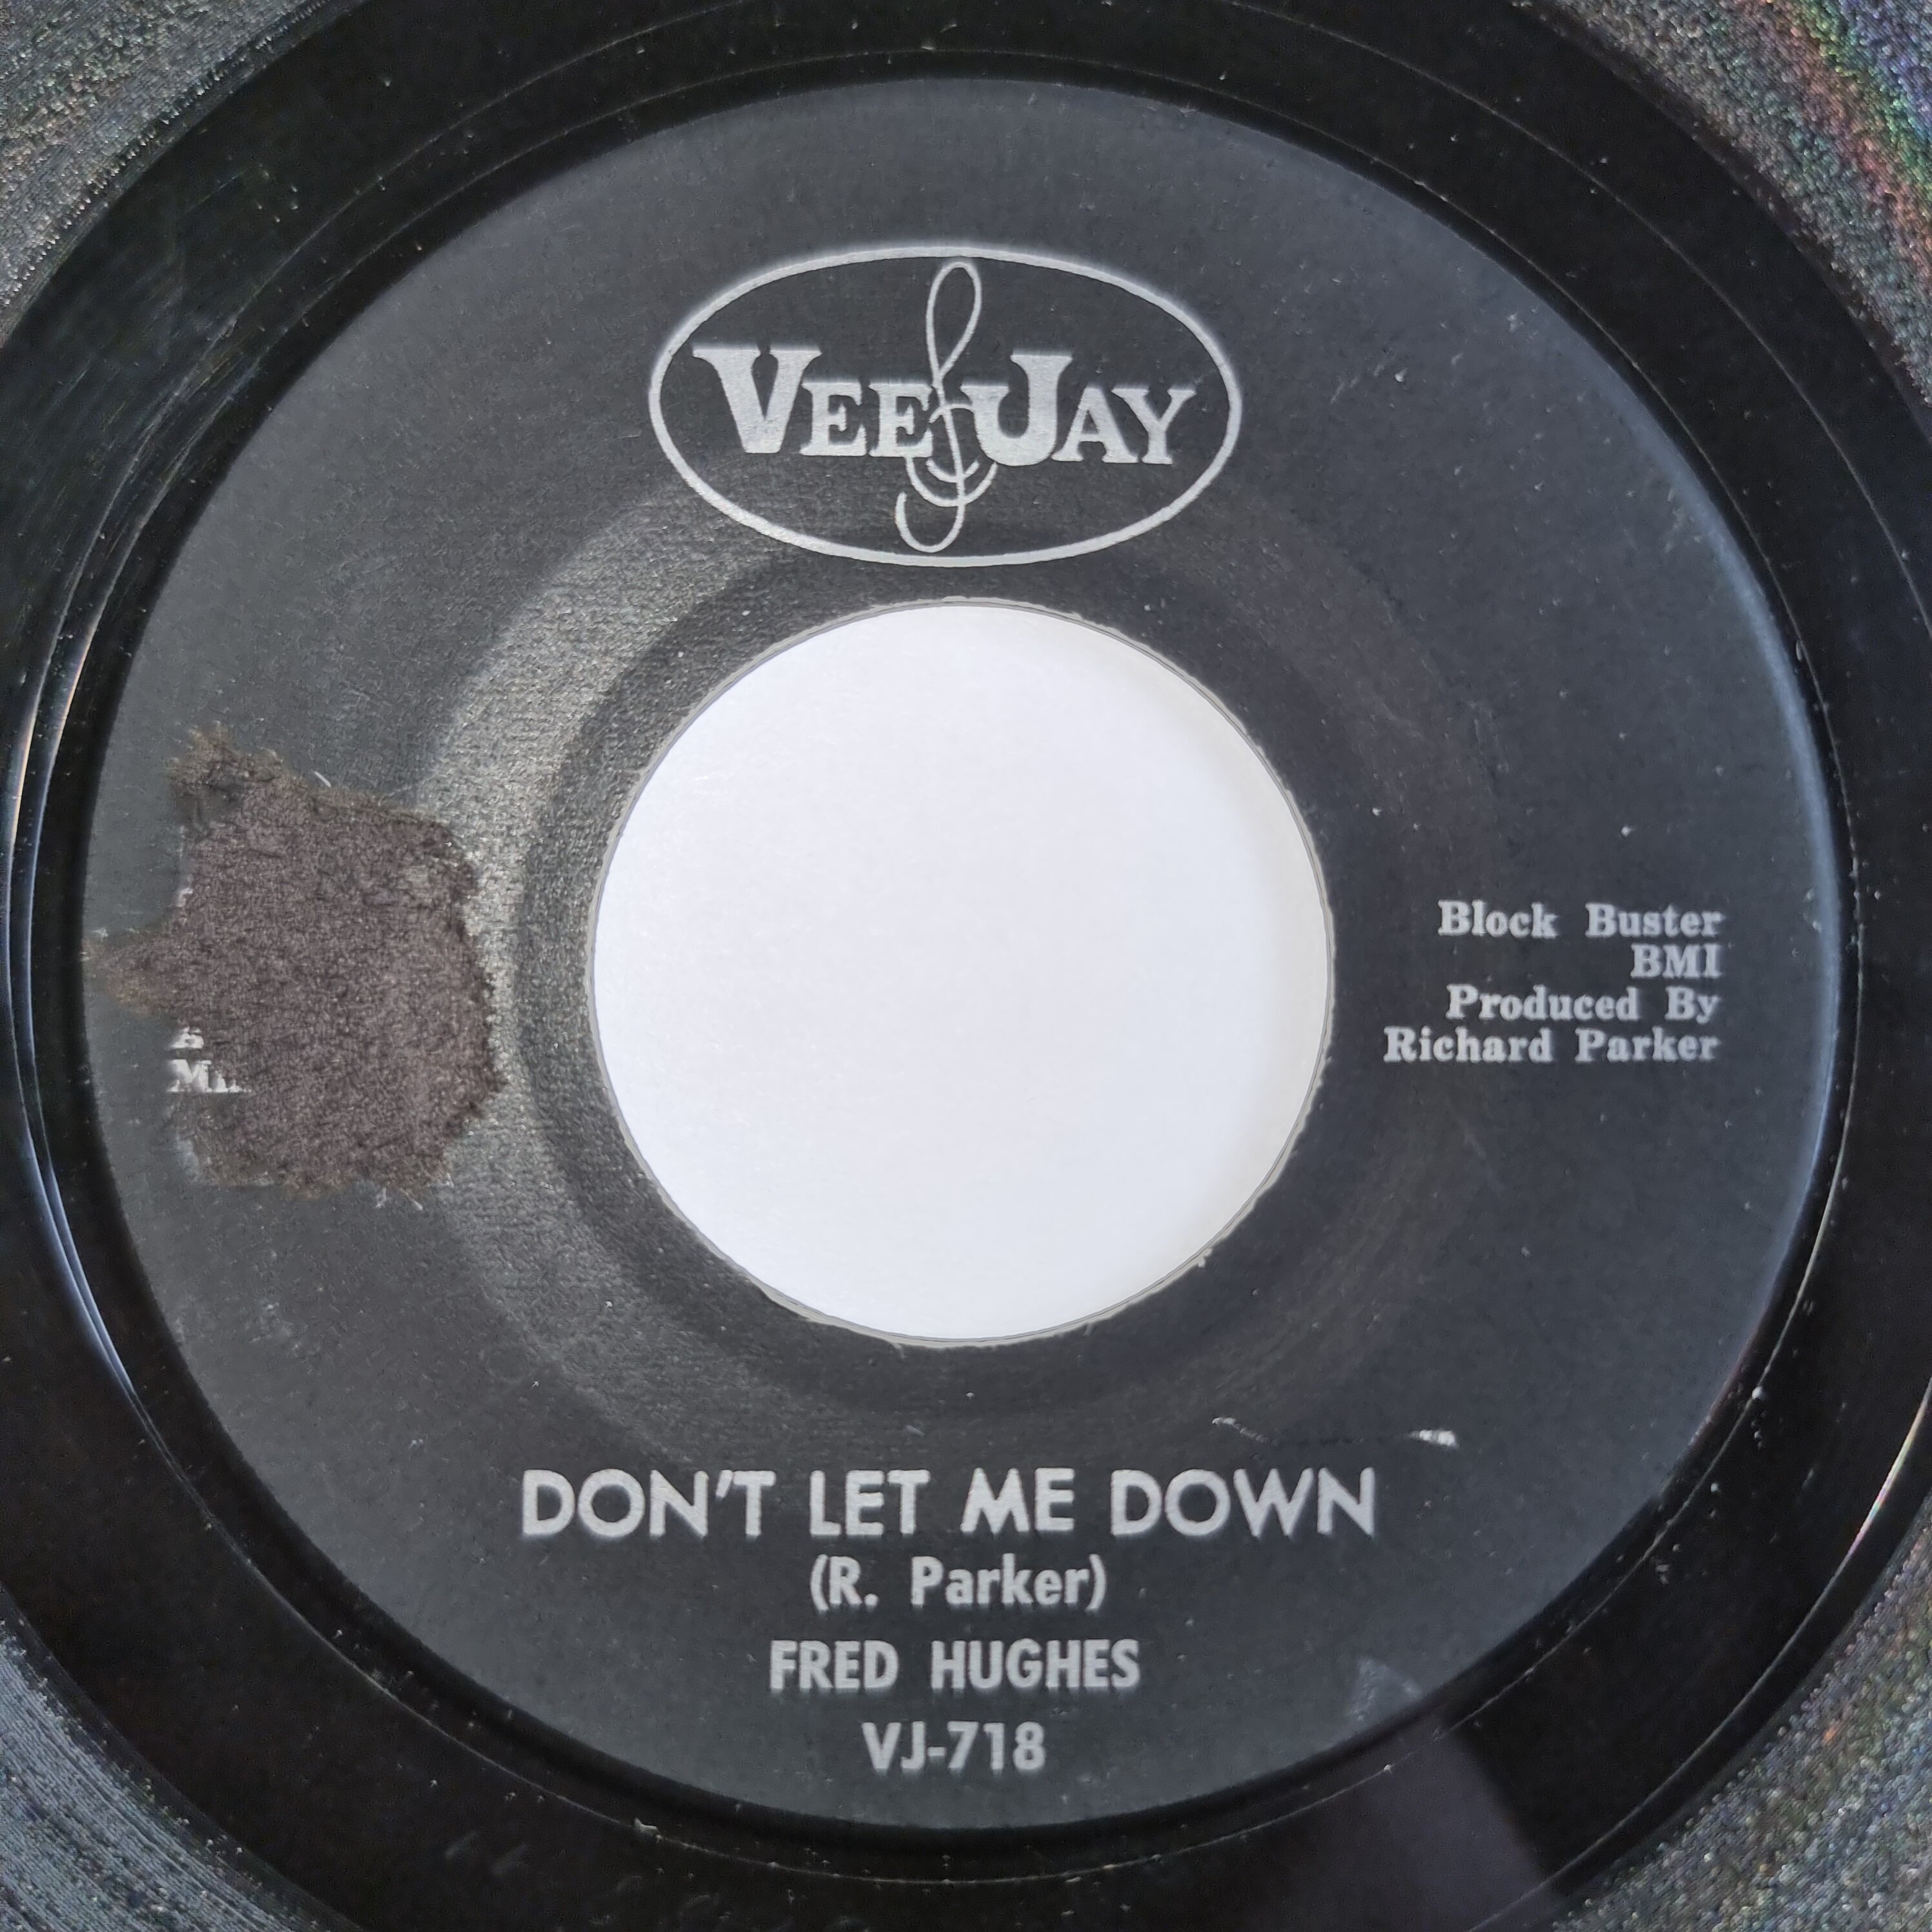 VEE JAY
Block Buster
BMI
Produced By
Richard Parker
DON'T LET ME DOWN
(R. Parker)
FRED HUGHES
VJ-718